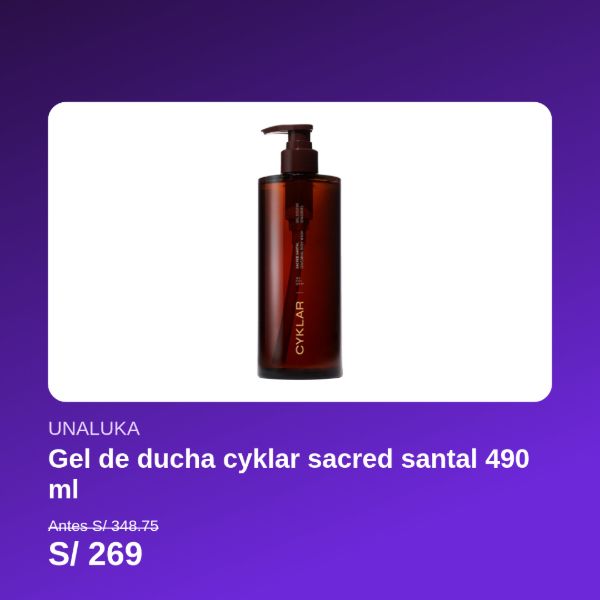 CYKLAR
UNALUKA
Gel de ducha cyklar sacred santal 490
ml
Antes S/ 348.75
S/ 269